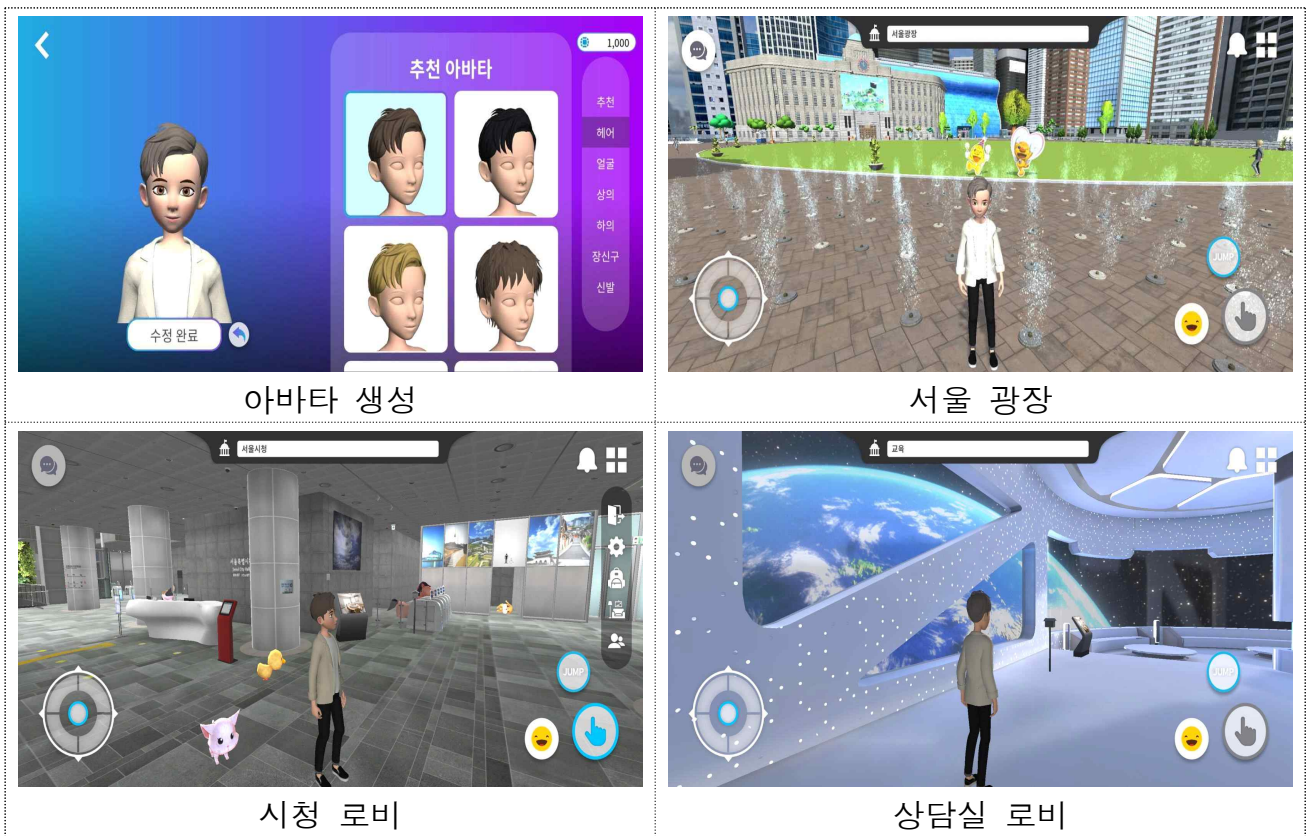 1,000
추천 아바타
추천
헤어
얼굴
상의
하의
장신구
신발
수정 완료
아바타 생성
서울광장
JUMP
서울 광장
서울시청
JUMP
시청 로비
교육
JUMP
상담실 로비